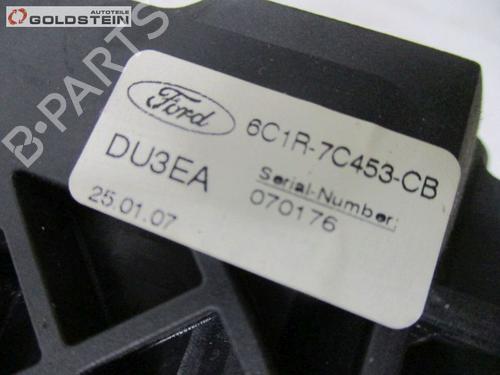 AUTOTEILE
GOLDSTEIN
B-PARTS
Ford
6C1R-7C453-CB
DU3EA
Serial-Number:
25.01.07
070176